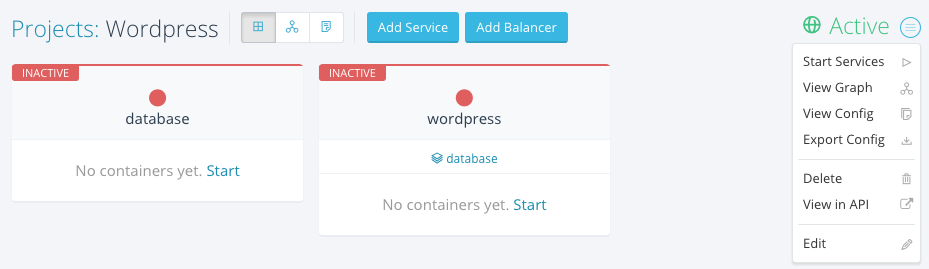 Projects: Wordpress
Add Service
Add Balancer
Active
INACTIVE
database
No containers yet. Start
INACTIVE
wordpress
database
No containers yet. Start
Start Services
View Graph
View Config
Export Config
Delete
View in API
Edit